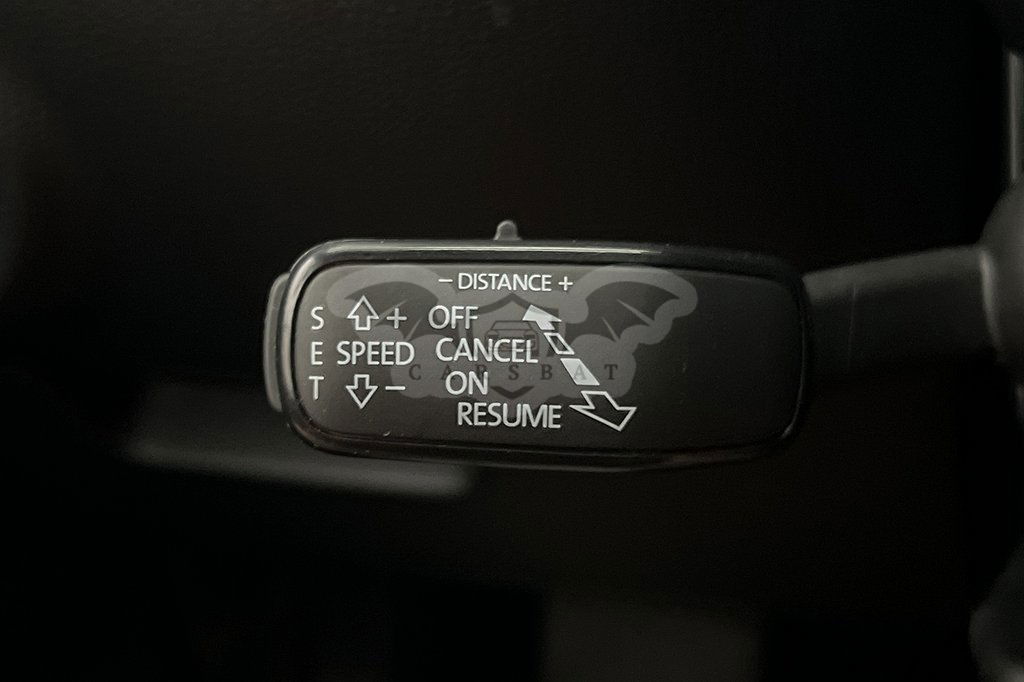 − DISTANCE +
S + OFF
E SPEED CANCEL
T − ON
RESUME
CARSBAT